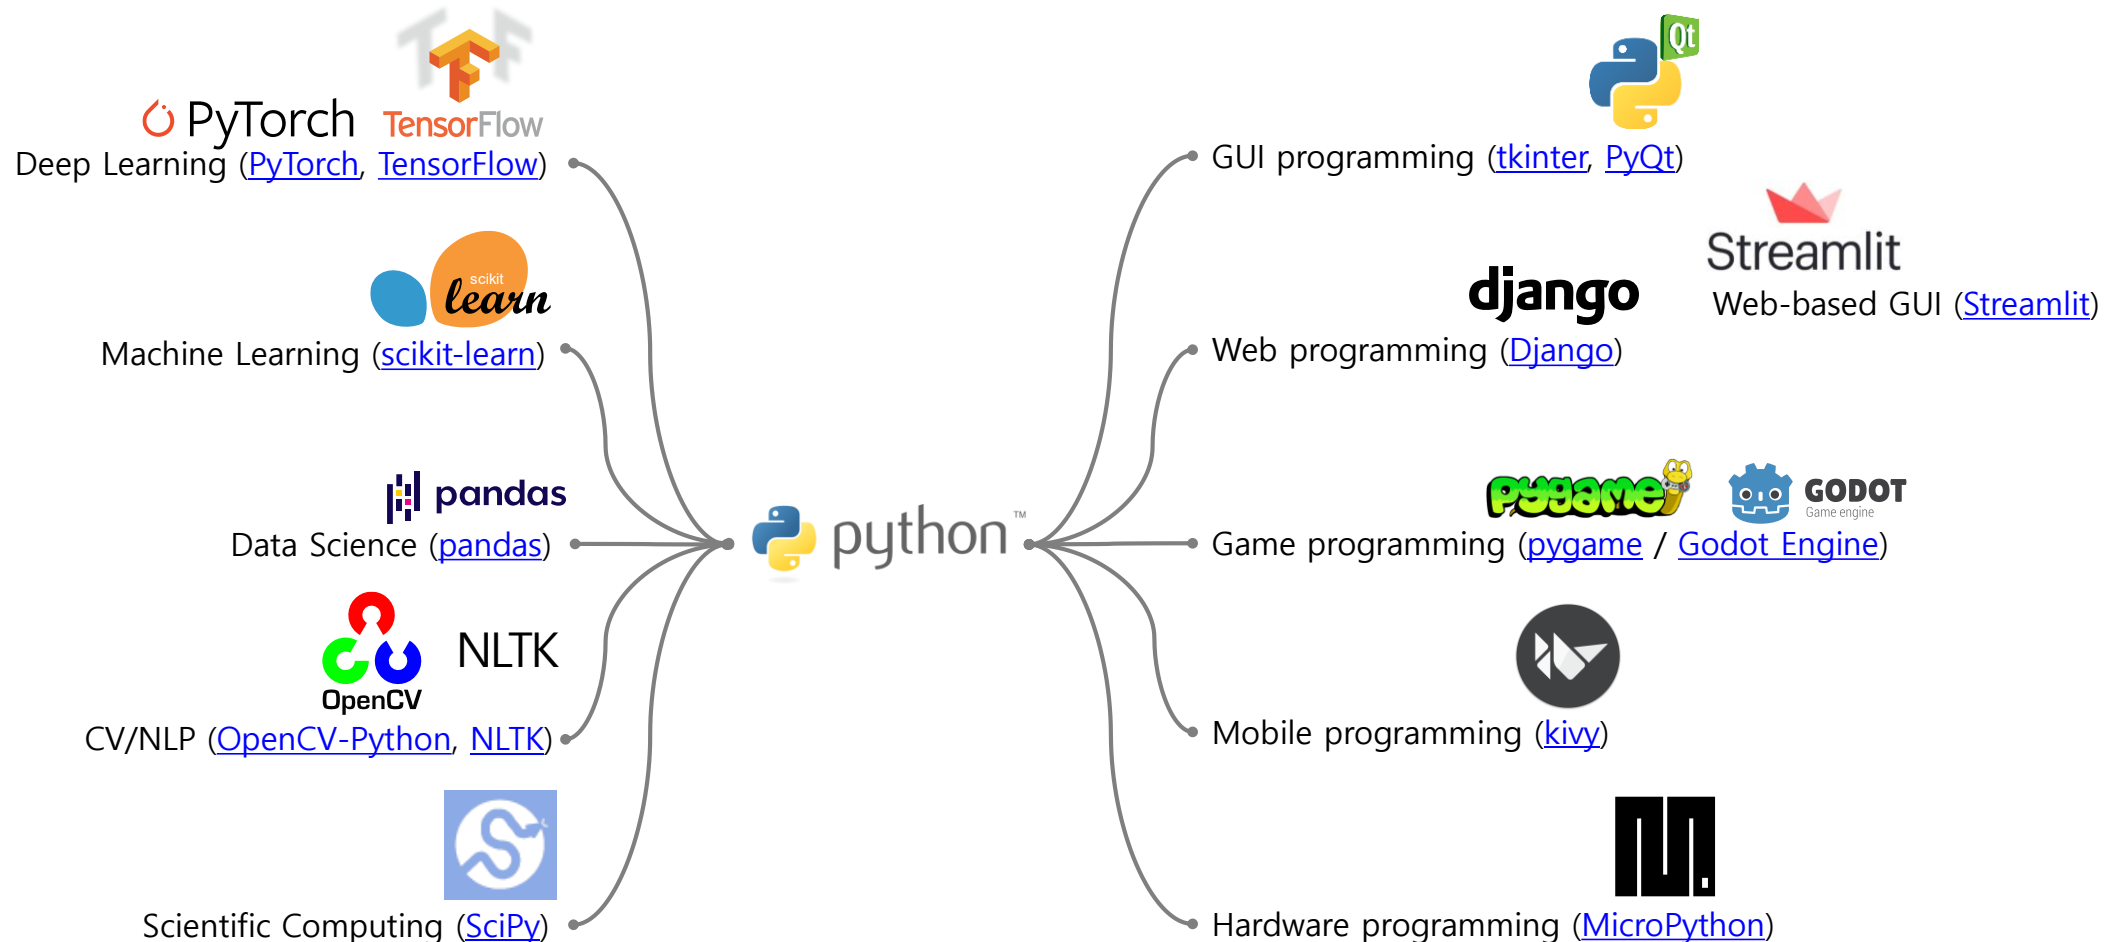 TF
TensorFlow
PyTorch
Deep Learning (PyTorch, TensorFlow)
scikit
learn
Machine Learning (scikit-learn)
pandas
Data Science (pandas)
OpenCV
NLTK
CV/NLP (OpenCV-Python, NLTK)
Scientific Computing (SciPy)
python™
Qt
GUI programming (tkinter, PyQt)
Streamlit
Web-based GUI (Streamlit)
django
Web programming (Django)
pygame
GODOT
Game engine
Game programming (pygame / Godot Engine)
Mobile programming (kivy)
Hardware programming (MicroPython)